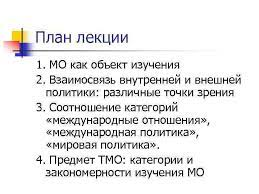 План лекции
1. МО как объект изучения
2. Взаимосвязь внутренней и внешней
политики: различные точки зрения
3. Соотношение категорий
«международные отношения»,
«международная политика»,
«мировая политика».
4. Предмет ТМО: категории и
закономерности изучения МО